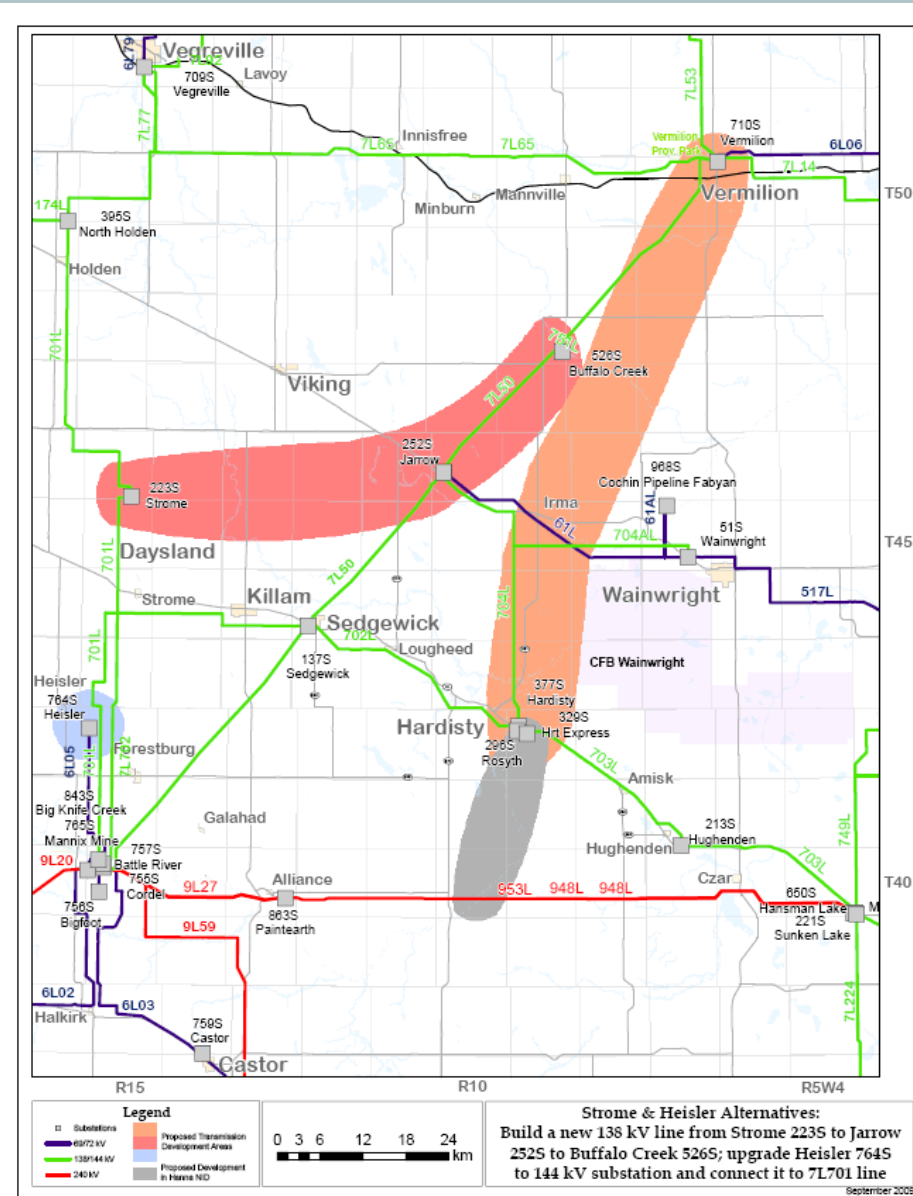 6L79
Vegreville
7L02
Lavoy
709S
Vegreville
7L77
7L53
Innisfree
7L65
7L65
Vermilion
Prov. Park
710S
Vermilion
6L06
7L14
Mannville
Minburn
Vermilion
T50
174L
395S
North Holden
Holden
701L
Viking
526S
Buffalo Creek
7L50
252S
Jarrow
223S
Strome
Irma
968S
Cochin Pipeline Fabyan
61AL
61L
704AL
51S
Wainwright
T45
Daysland
701L
7L50
Wainwright
517L
Strome
Killam
Sedgewick
702L
Lougheed
701L
137S
Sedgewick
CFB Wainwright
Heisler
764S
Heisler
377S
Hardisty
329S
Hrt Express
Hardisty
296S
Rosyth
703L
Forestburg
6L05
Amisk
843S
Big Knife Creek
765S
Mannix Mine
757S
Battle River
755S
Cordel
Galahad
213S
Hughenden
Hughenden
749L
703L
9L20
9L27
Alliance
953L
948L
948L
Czar
T40
756S
Bigfoot
863S
Paintearth
650S
Hansman Lake
M
221S
Sunken Lake
9L59
7L224
6L02
6L03
Halkirk
759S
Castor
Castor
R15
R10
R5W4
Legend
Substations
69/72 kV
138/144 kV
240 kV
Proposed Transmission
Development Areas
Proposed Development
in Hanna NID
0 3 6 12 18 24
km
Strome & Heisler Alternatives:
Build a new 138 kV line from Strome 223S to Jarrow
252S to Buffalo Creek 526S; upgrade Heisler 764S
to 144 kV substation and connect it to 7L701 line
September 2009